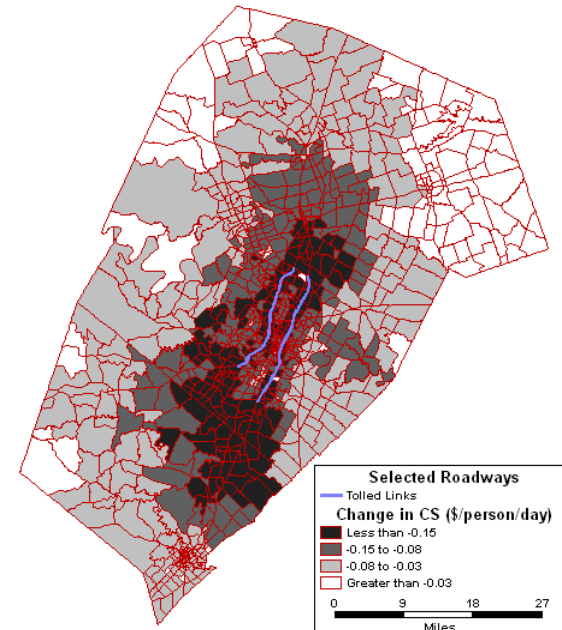 Selected Roadways
Tolled Links
Change in CS ($/person/day)
Less than -0.15
-0.15 to -0.08
-0.08 to -0.03
Greater than -0.03
0 9 18 27
Miles